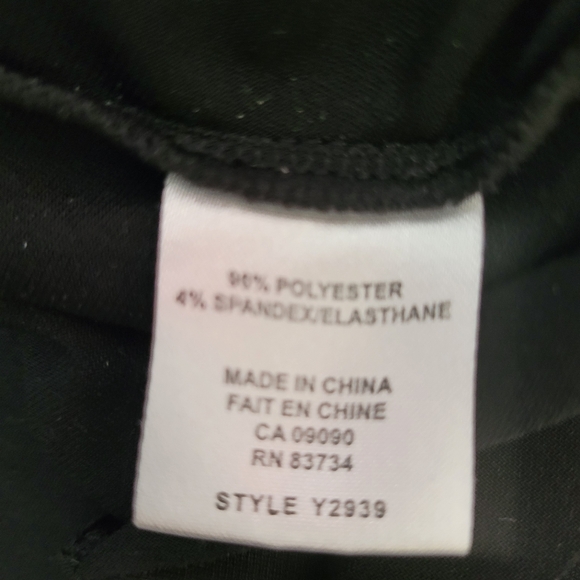 96% POLYESTER
4% SPANDEX/ELASTHANE
MADE IN CHINA
FAIT EN CHINE
CA 09090
RN 83734
STYLE Y2939